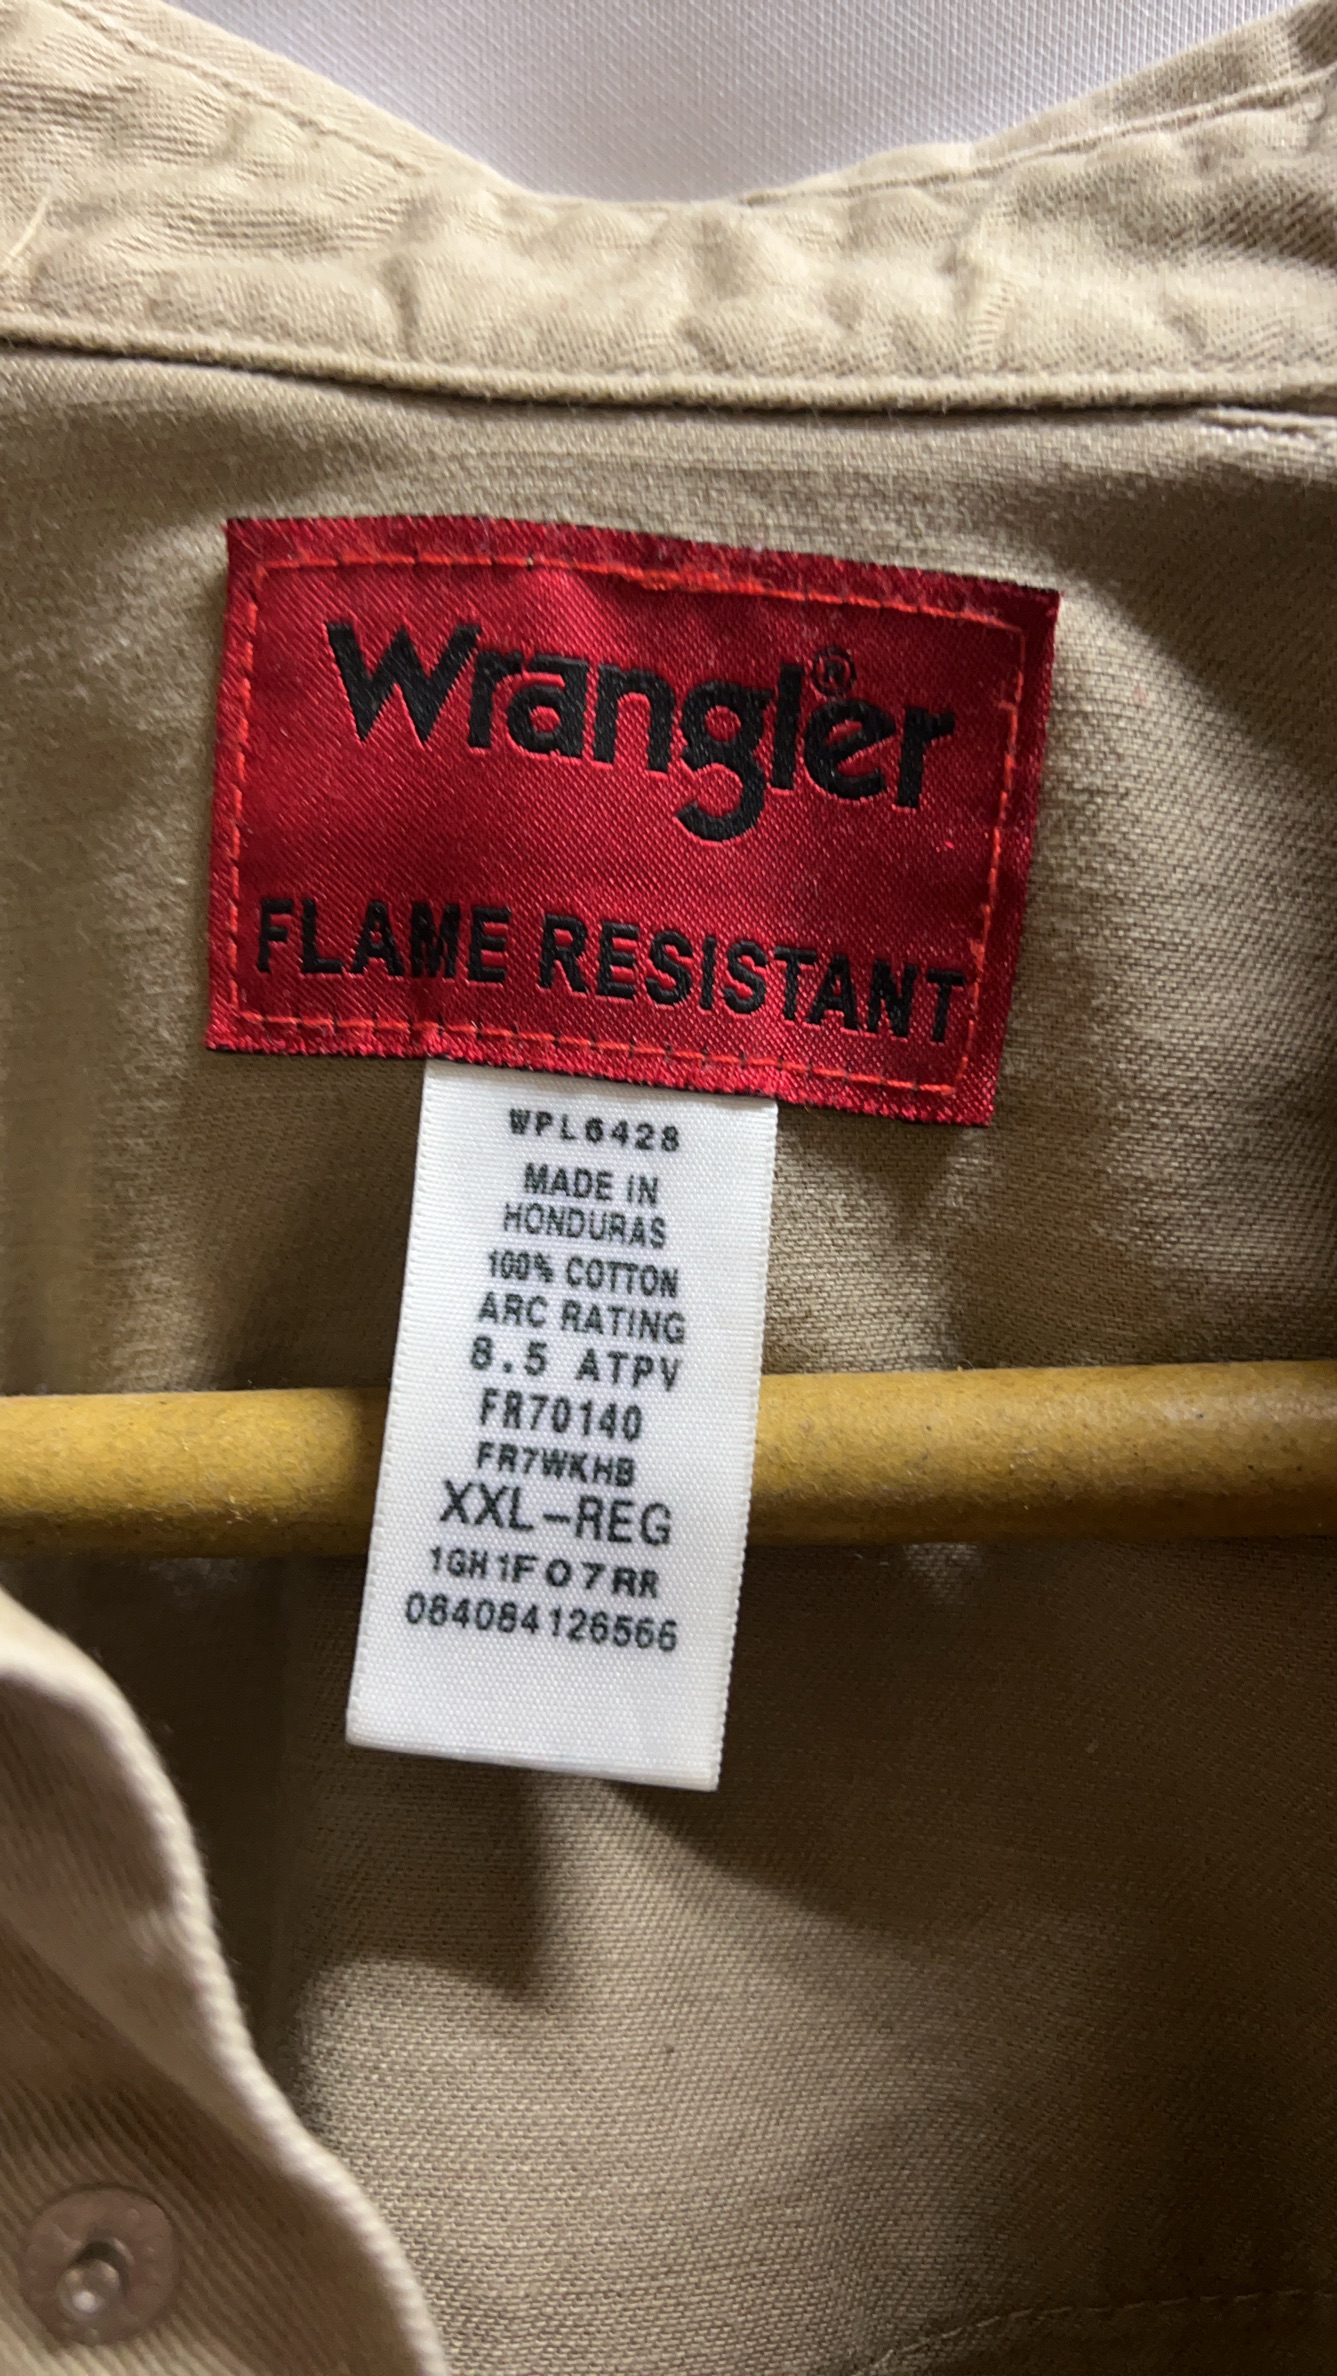 Wrangler®
FLAME RESISTANT
WPL6428
MADE IN
HONDURAS
100% COTTON
ARC RATING
8.5 ATPV
FR70140
FR7WKHB
XXL-REG
1GH1F07RR
084084126566